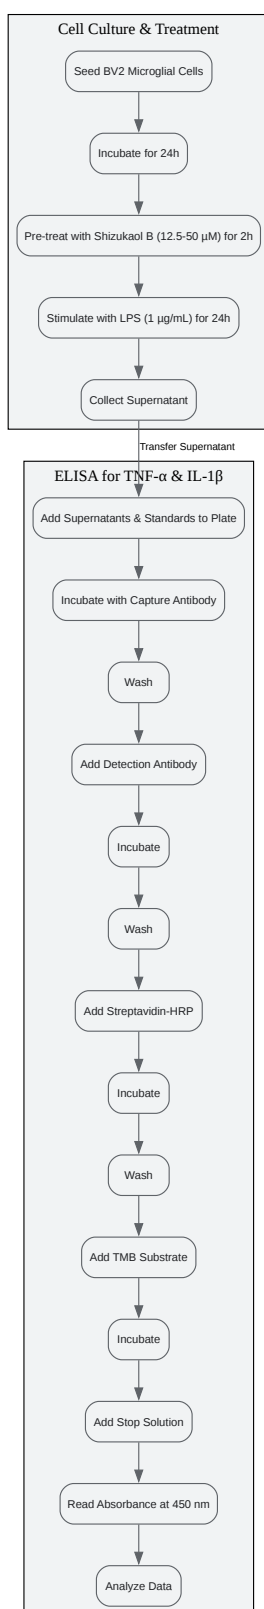 Cell Culture & Treatment
Seed BV2 Microglial Cells
Incubate for 24h
Pre-treat with Shizukaol B (12.5-50 µM) for 2h
Stimulate with LPS (1 µg/mL) for 24h
Collect Supernatant
Transfer Supernatant
ELISA for TNF-α & IL-1β
Add Supernatants & Standards to Plate
Incubate with Capture Antibody
Wash
Add Detection Antibody
Incubate
Wash
Add Streptavidin-HRP
Incubate
Wash
Add TMB Substrate
Incubate
Add Stop Solution
Read Absorbance at 450 nm
Analyze Data